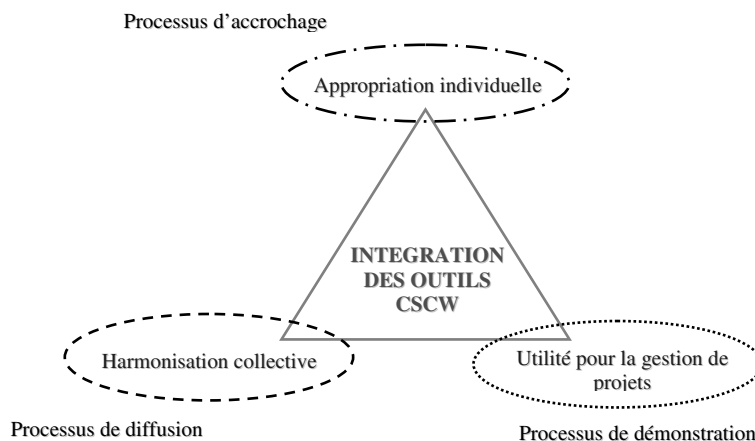 Processus d’accrochage
Appropriation individuelle
INTEGRATION
DES OUTILS
CSCW
Harmonisation collective
Utilité pour la gestion de
projets
Processus de diffusion
Processus de démonstration